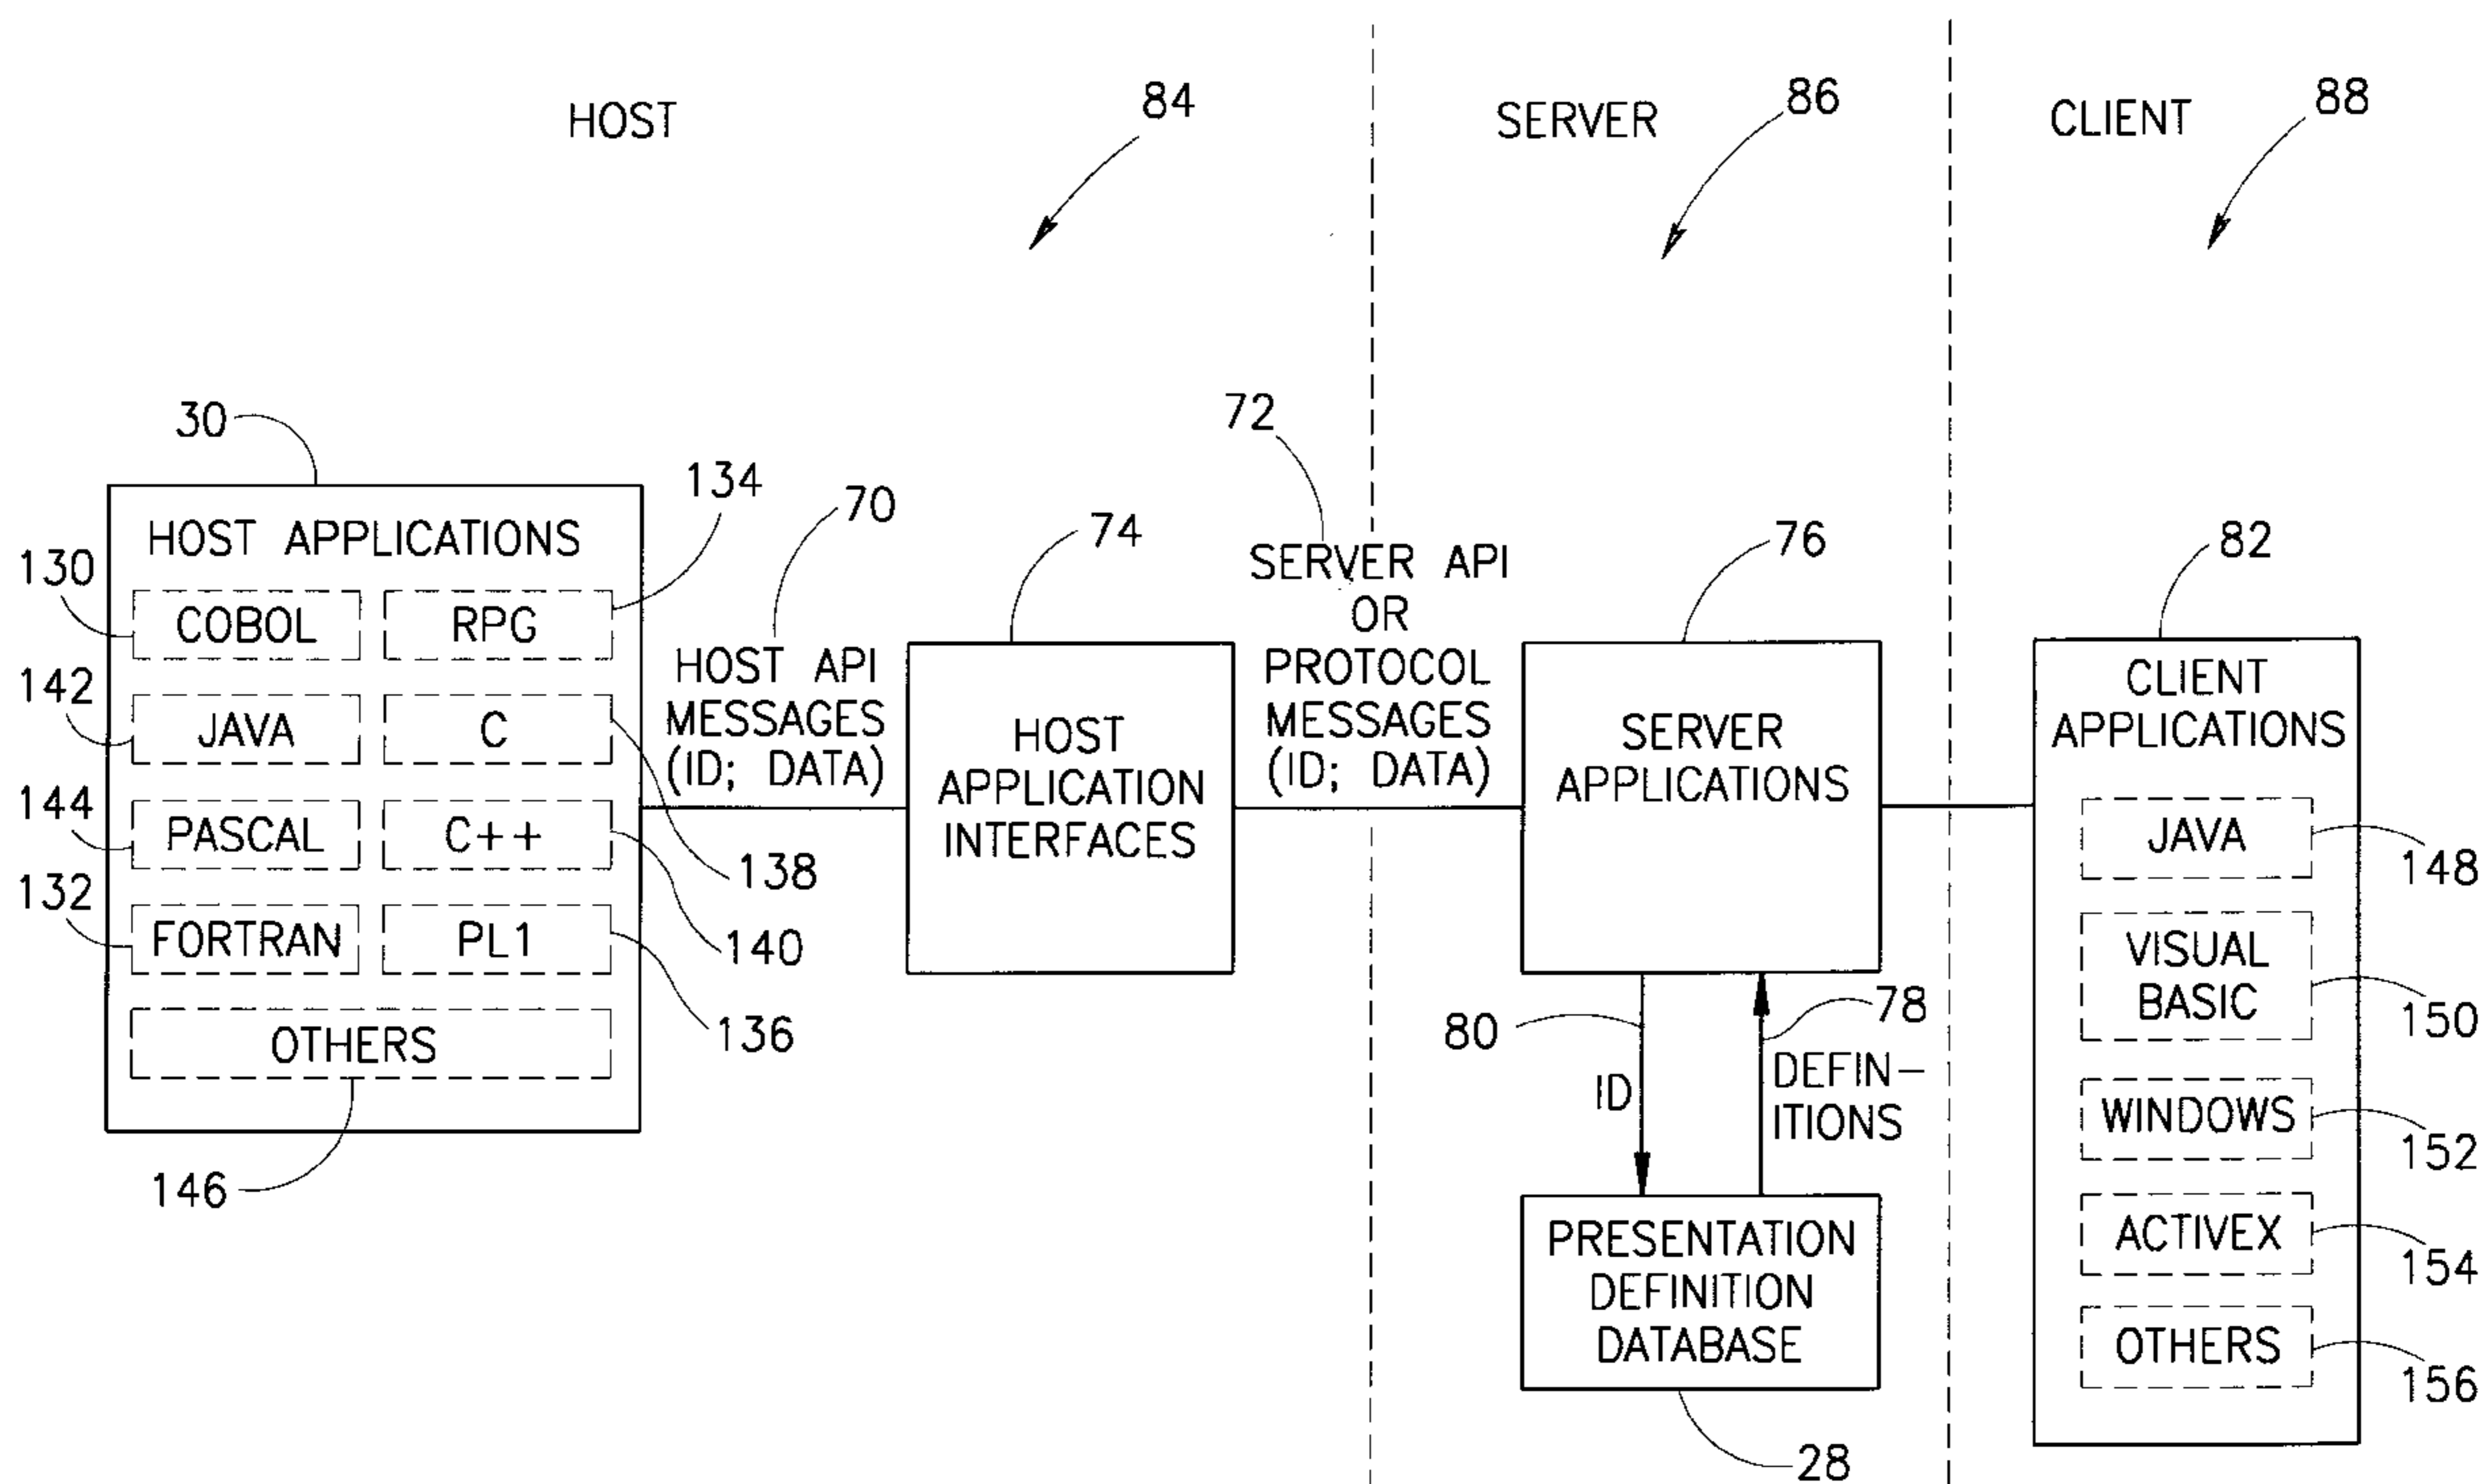 HOST
84
SERVER
86
CLIENT
88
30
HOST APPLICATIONS
130
COBOL
RPG
134
142
JAVA
C
138
144
PASCAL
C++
140
132
FORTRAN
PL1
136
OTHERS
146
70
HOST API
MESSAGES
(ID; DATA)
74
HOST
APPLICATION
INTERFACES
72
SERVER API
OR
PROTOCOL
MESSAGES
(ID; DATA)
76
SERVER
APPLICATIONS
80
ID
78
DEFIN-
ITIONS
PRESENTATION
DEFINITION
DATABASE
28
82
CLIENT
APPLICATIONS
JAVA
148
VISUAL
BASIC
150
WINDOWS
152
ACTIVEX
154
OTHERS
156